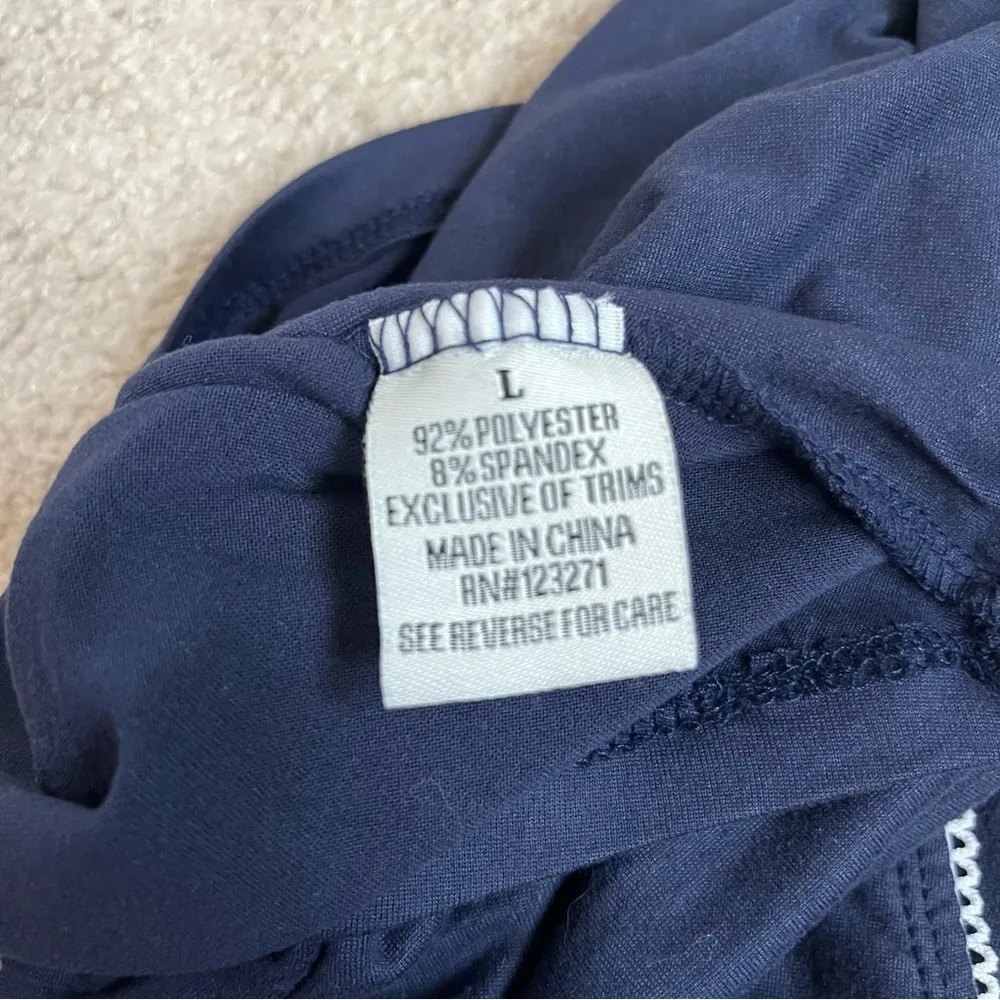 L
92% POLYESTER
8% SPANDEX
EXCLUSIVE OF TRIMS
MADE IN CHINA
RN#123271
SEE REVERSE FOR CARE